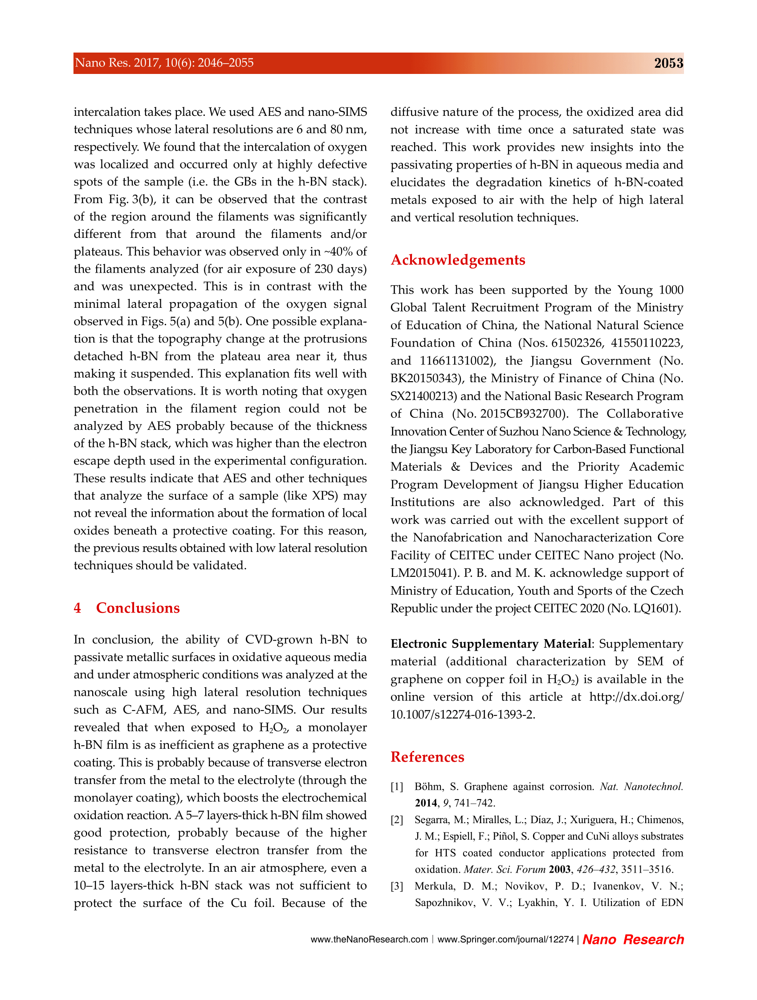 Nano Res. 2017, 10(6): 2046–2055
2053
intercalation takes place. We used AES and nano-SIMS
techniques whose lateral resolutions are 6 and 80 nm,
respectively. We found that the intercalation of oxygen
was localized and occurred only at highly defective
spots of the sample (i.e. the GBs in the h-BN stack).
From Fig. 3(b), it can be observed that the contrast
of the region around the filaments was significantly
different from that around the filaments and/or
plateaus. This behavior was observed only in ~40% of
the filaments analyzed (for air exposure of 230 days)
and was unexpected. This is in contrast with the
minimal lateral propagation of the oxygen signal
observed in Figs. 5(a) and 5(b). One possible explana-
tion is that the topography change at the protrusions
detached h-BN from the plateau area near it, thus
making it suspended. This explanation fits well with
both the observations. It is worth noting that oxygen
penetration in the filament region could not be
analyzed by AES probably because of the thickness
of the h-BN stack, which was higher than the electron
escape depth used in the experimental configuration.
These results indicate that AES and other techniques
that analyze the surface of a sample (like XPS) may
not reveal the information about the formation of local
oxides beneath a protective coating. For this reason,
the previous results obtained with low lateral resolution
techniques should be validated.
4 Conclusions
In conclusion, the ability of CVD-grown h-BN to
passivate metallic surfaces in oxidative aqueous media
and under atmospheric conditions was analyzed at the
nanoscale using high lateral resolution techniques
such as C-AFM, AES, and nano-SIMS. Our results
revealed that when exposed to H₂O₂, a monolayer
h-BN film is as inefficient as graphene as a protective
coating. This is probably because of transverse electron
transfer from the metal to the electrolyte (through the
monolayer coating), which boosts the electrochemical
oxidation reaction. A 5–7 layers-thick h-BN film showed
good protection, probably because of the higher
resistance to transverse electron transfer from the
metal to the electrolyte. In an air atmosphere, even a
10–15 layers-thick h-BN stack was not sufficient to
protect the surface of the Cu foil. Because of the
diffusive nature of the process, the oxidized area did
not increase with time once a saturated state was
reached. This work provides new insights into the
passivating properties of h-BN in aqueous media and
elucidates the degradation kinetics of h-BN-coated
metals exposed to air with the help of high lateral
and vertical resolution techniques.
Acknowledgements
This work has been supported by the Young 1000
Global Talent Recruitment Program of the Ministry
of Education of China, the National Natural Science
Foundation of China (Nos. 61502326, 41550110223,
and 11661131002), the Jiangsu Government (No.
BK20150343), the Ministry of Finance of China (No.
SX21400213) and the National Basic Research Program
of China (No. 2015CB932700). The Collaborative
Innovation Center of Suzhou Nano Science & Technology,
the Jiangsu Key Laboratory for Carbon-Based Functional
Materials & Devices and the Priority Academic
Program Development of Jiangsu Higher Education
Institutions are also acknowledged. Part of this
work was carried out with the excellent support of
the Nanofabrication and Nanocharacterization Core
Facility of CEITEC under CEITEC Nano project (No.
LM2015041). P. B. and M. K. acknowledge support of
Ministry of Education, Youth and Sports of the Czech
Republic under the project CEITEC 2020 (No. LQ1601).
Electronic Supplementary Material: Supplementary
material (additional characterization by SEM of
graphene on copper foil in H₂O₂) is available in the
online version of this article at http://dx.doi.org/
10.1007/s12274-016-1393-2.
References
[1] Böhm, S. Graphene against corrosion. Nat. Nanotechnol.
2014, 9, 741–742.
[2] Segarra, M.; Miralles, L.; Díaz, J.; Xuriguera, H.; Chimenos,
J. M.; Espiell, F.; Piñol, S. Copper and CuNi alloys substrates
for HTS coated conductor applications protected from
oxidation. Mater. Sci. Forum 2003, 426–432, 3511–3516.
[3] Merkula, D. M.; Novikov, P. D.; Ivanenkov, V. N.;
Sapozhnikov, V. V.; Lyakhin, Y. I. Utilization of EDN
www.theNanoResearch.com | www.Springer.com/journal/12274 | Nano Research